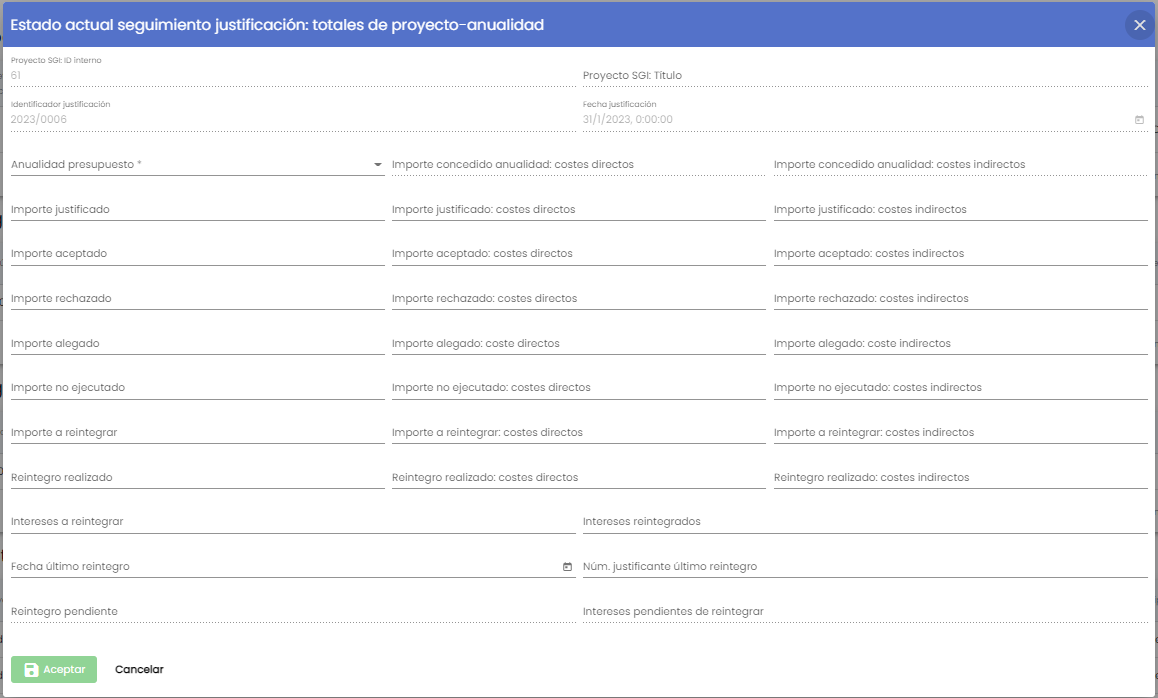 Estado actual seguimiento justificación: totales de proyecto-anualidad
Proyecto SGI: ID interno
61
Proyecto SGI: Título
Identificador justificación
2023/0006
Fecha justificación
31/1/2023, 0:00:00
Anualidad presupuesto *
Importe concedido anualidad: costes directos
Importe concedido anualidad: costes indirectos
Importe justificado
Importe justificado: costes directos
Importe justificado: costes indirectos
Importe aceptado
Importe aceptado: costes directos
Importe aceptado: costes indirectos
Importe rechazado
Importe rechazado: costes directos
Importe rechazado: costes indirectos
Importe alegado
Importe alegado: coste directos
Importe alegado: coste indirectos
Importe no ejecutado
Importe no ejecutado: costes directos
Importe no ejecutado: costes indirectos
Importe a reintegrar
Importe a reintegrar: costes directos
Importe a reintegrar: costes indirectos
Reintegro realizado
Reintegro realizado: costes directos
Reintegro realizado: costes indirectos
Intereses a reintegrar
Intereses reintegrados
Fecha último reintegro
Núm. justificante último reintegro
Reintegro pendiente
Intereses pendientes de reintegrar
Aceptar
Cancelar